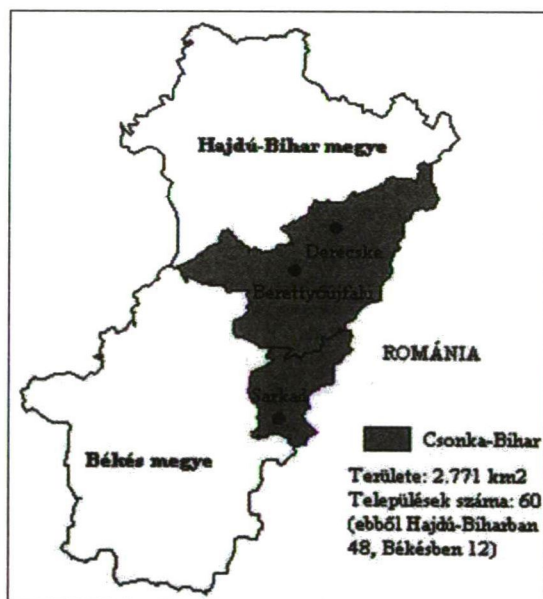 Hajdú-Bihar megye
Derecske
Berettyóújfalu
ROMÁNIA
Sarkad
Csonka-Bihar
Békés megye
Területe: 2.771 km2
Települések száma: 60
(ebből Hajdú-Biharban
48, Békésben 12)